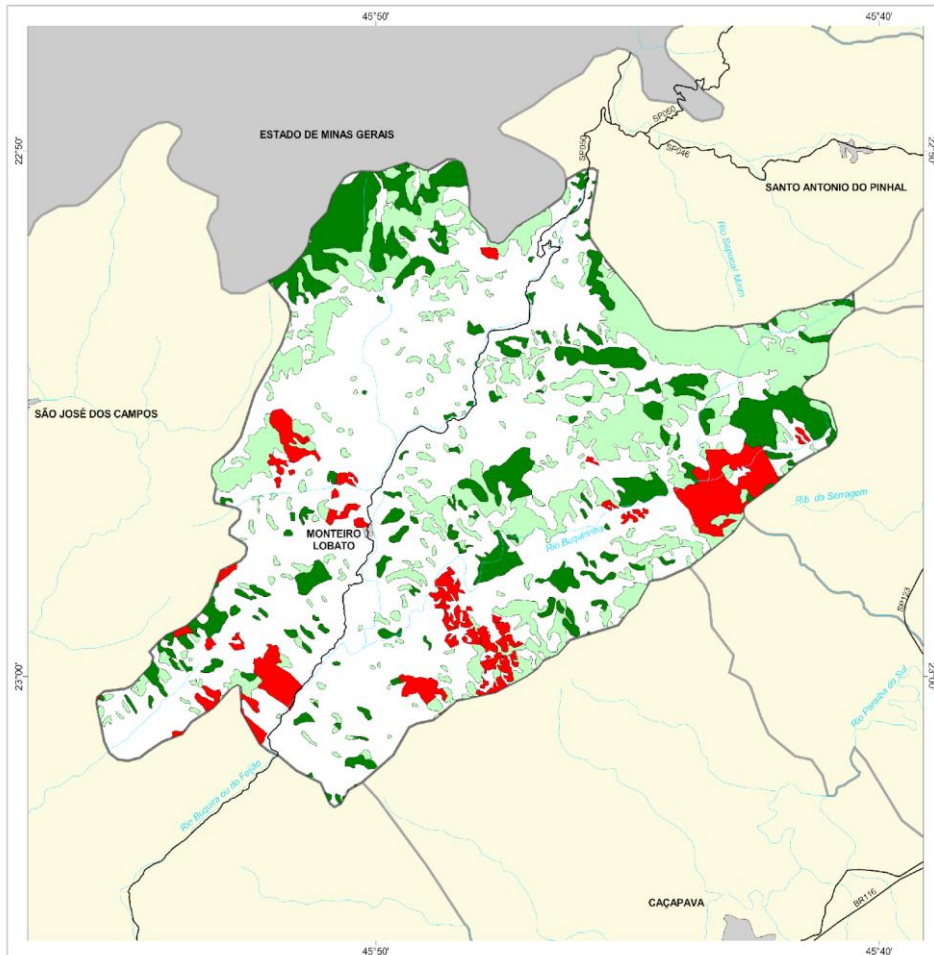 45°50'
45°40'
22°50'
22°50'
ESTADO DE MINAS GERAIS
SP050
SP050
SP046
SANTO ANTONIO DO PINHAL
Rio Sapucaí Mirim
SÃO JOSÉ DOS CAMPOS
Rib. da Serragem
MONTEIRO
LOBATO
Rio Buquirinha
SP123
23°00'
23°00'
Rio Paraíba do Sul
Rio Buquira ou do Feijão
CAÇAPAVA
BR116
45°50'
45°40'